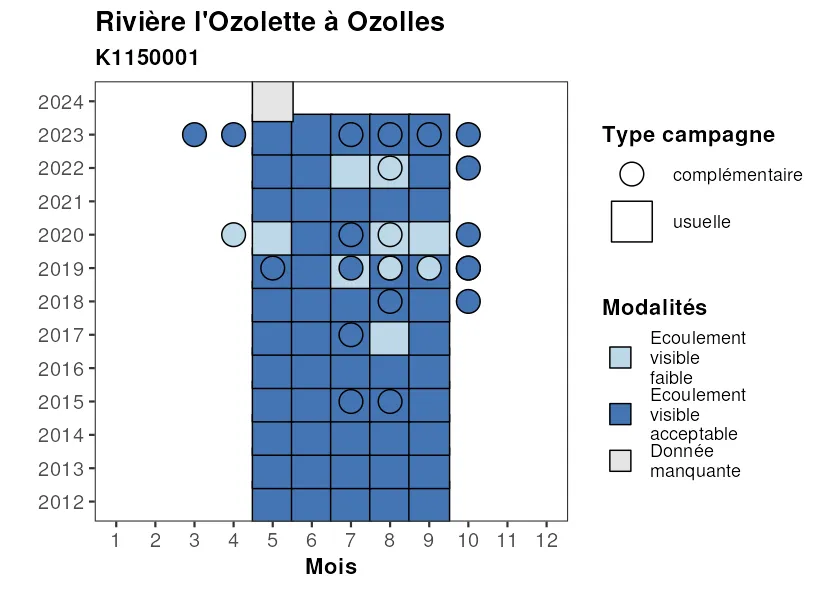 Rivière l'Ozolette à Ozolles
K1150001
2024
2023
2022
2021
2020
2019
2018
2017
2016
2015
2014
2013
2012
1 2 3 4 5 6 7 8 9 10 11 12
Mois
Type campagne
complémentaire
usuelle
Modalités
Ecoulement
visible
faible
Ecoulement
visible
acceptable
Donnée
manquante